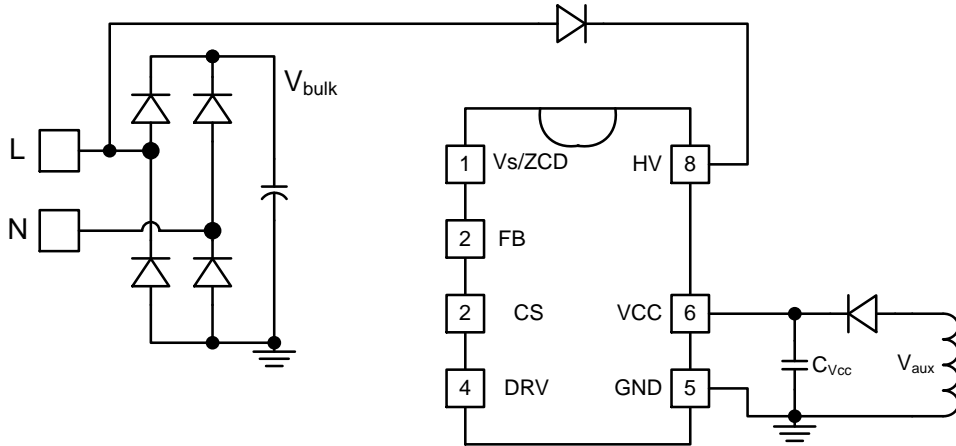 V_bulk
L
1 Vs/ZCD HV 8
N
2 FB
2 CS VCC 6
C_Vcc V_aux
4 DRV GND 5